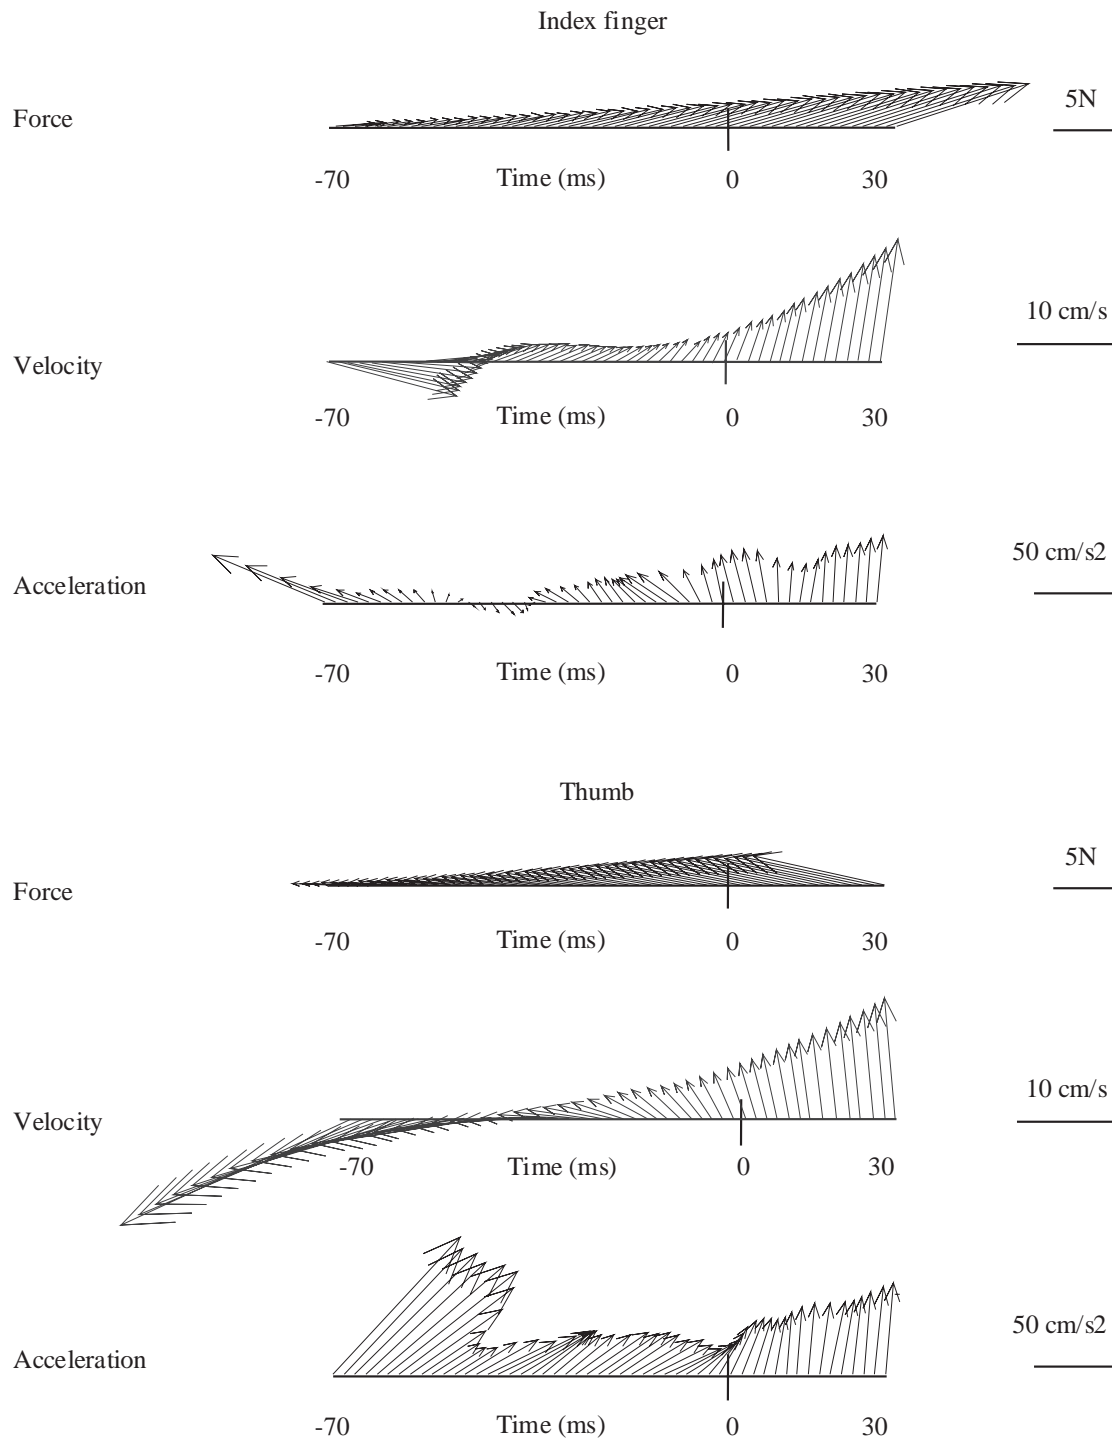 Index finger
Force
5N
-70 Time (ms) 0 30
Velocity
10 cm/s
-70 Time (ms) 0 30
Acceleration
50 cm/s2
-70 Time (ms) 0 30
Thumb
Force
5N
-70 Time (ms) 0 30
Velocity
10 cm/s
-70 Time (ms) 0 30
Acceleration
50 cm/s2
-70 Time (ms) 0 30